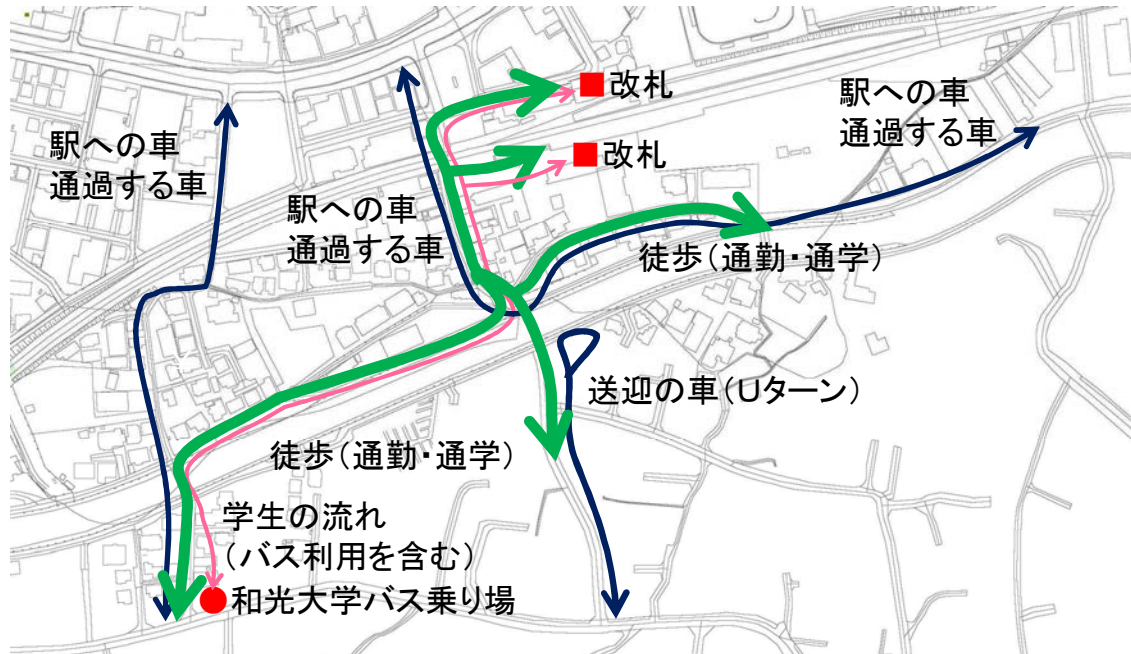 改札
改札
駅への車
通過する車
駅への車
通過する車
駅への車
通過する車
徒歩(通勤・通学)
送迎の車(Uターン)
徒歩(通勤・通学)
学生の流れ
(バス利用を含む)
和光大学バス乗り場